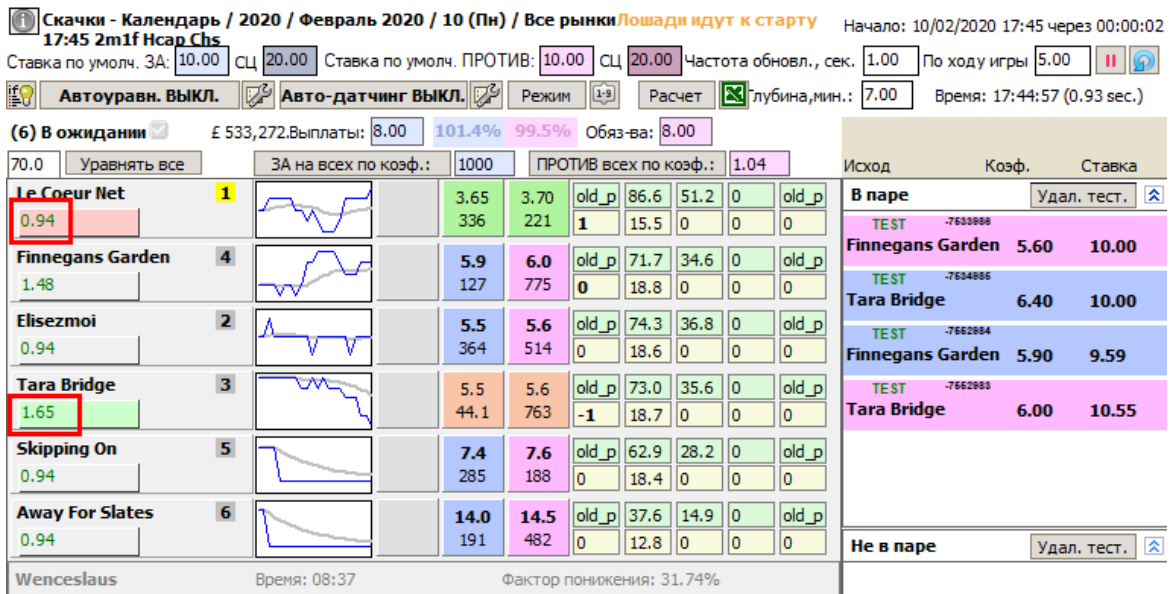 Скачки - Календарь / 2020 / Февраль 2020 / 10 (Пн) / Все рынки Лошади идут к старту
17:45 2m1f Hcap Chs
Начало: 10/02/2020 17:45 через 00:00:02
Ставка по умолч. ЗА: 10.00 СЦ 20.00 Ставка по умолч. ПРОТИВ: 10.00 СЦ 20.00 Частота обновл., сек. 1.00 По ходу игры 5.00
Автоуравн. ВЫКЛ. Авто-датчинг ВЫКЛ. Режим 1-9 Расчет Глубина,мин.: 7.00 Время: 17:44:57 (0.93 sec.)
(6) В ожидании £ 533,272. Выплаты: 8.00 101.4% 99.5% Обяз-ва: 8.00
70.0 Уравнять все ЗА на всех по коэф.: 1000 ПРОТИВ всех по коэф.: 1.04
Le Coeur Net 1 3.65 3.70 old_p 86.6 51.2 0 old_p
0.94 336 221 1 15.5 0 0
Finnegans Garden 4 5.9 6.0 old_p 71.7 34.6 0 old_p
1.48 127 775 0 18.8 0 0
Elisezmoi 2 5.5 5.6 old_p 74.3 36.8 0 old_p
0.94 364 514 0 18.6 0 0
Tara Bridge 3 5.5 5.6 old_p 73.0 35.6 0 old_p
1.65 44.1 763 -1 18.7 0 0
Skipping On 5 7.4 7.6 old_p 62.9 28.2 0 old_p
0.94 285 188 0 18.4 0 0
Away For Slates 6 14.0 14.5 old_p 37.6 14.9 0 old_p
0.94 191 482 0 12.8 0 0
Wenceslaus Время: 08:37 Фактор понижения: 31.74%
Исход Коэф. Ставка
В паре Удал. тест.
TEST
Finnegans Garden 5.60 10.00
TEST
Tara Bridge 6.40 10.00
TEST
Finnegans Garden 5.90 9.59
TEST
Tara Bridge 6.00 10.55
Не в паре Удал. тест.